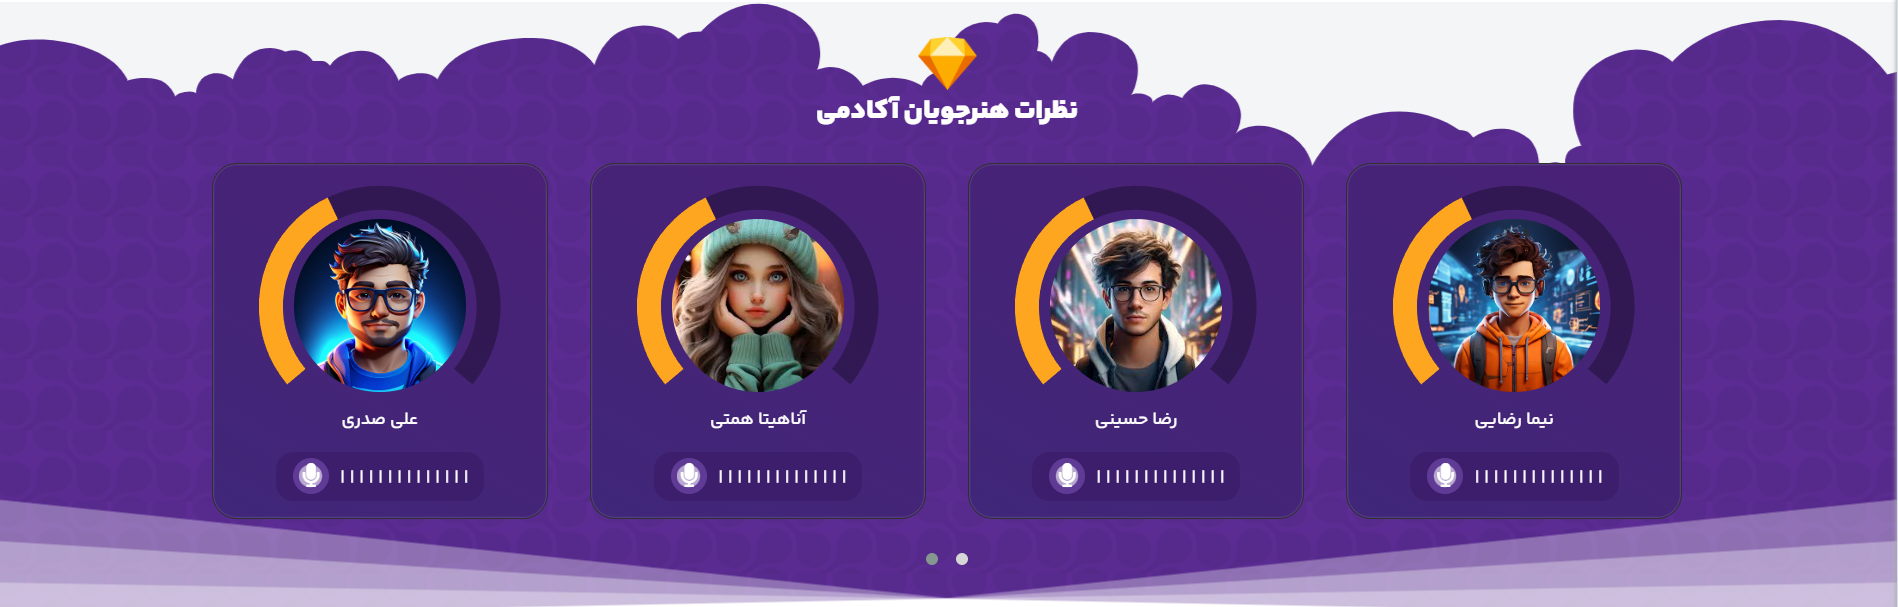 نظرات هنرجویان آکادمی
نیما رضایی
رضا حسینی
آناهیتا همتی
علی صدری